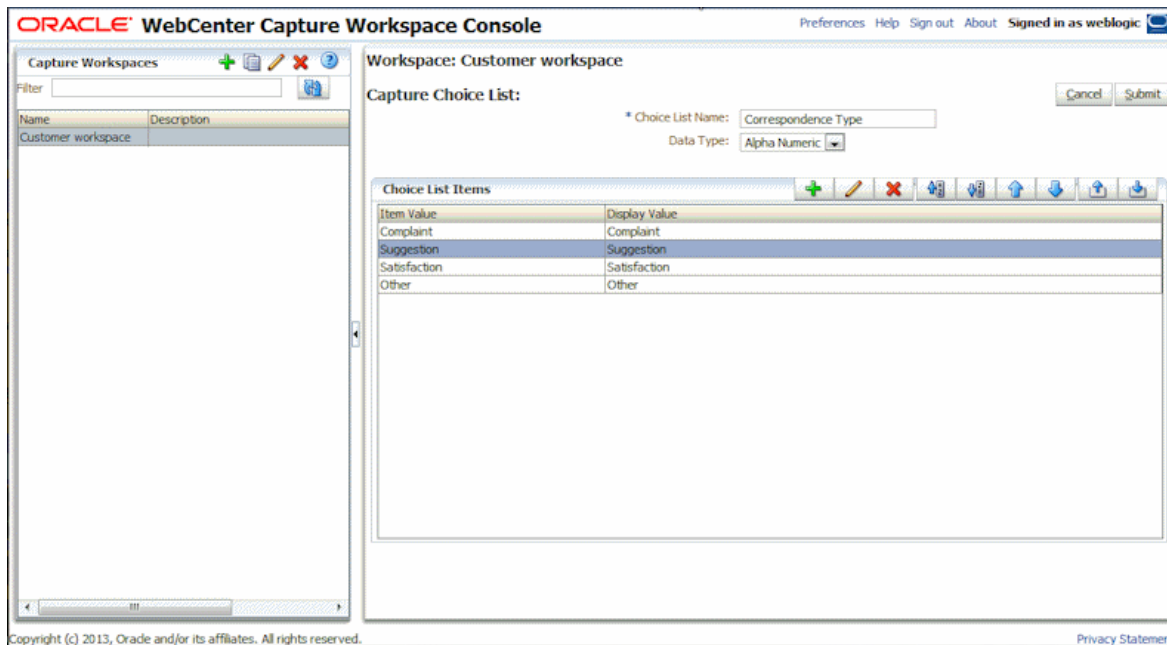 ORACLE WebCenter Capture Workspace Console
Preferences Help Sign out About Signed in as weblogic
Capture Workspaces
Filter
Name Description
Customer workspace
Workspace: Customer workspace
Capture Choice List:
Cancel Submit
* Choice List Name: Correspondence Type
Data Type: Alpha Numeric
Choice List Items
Item Value Display Value
Complaint Complaint
Suggestion Suggestion
Satisfaction Satisfaction
Other Other
Copyright (c) 2013, Oracle and/or its affiliates. All rights reserved.
Privacy Statemen